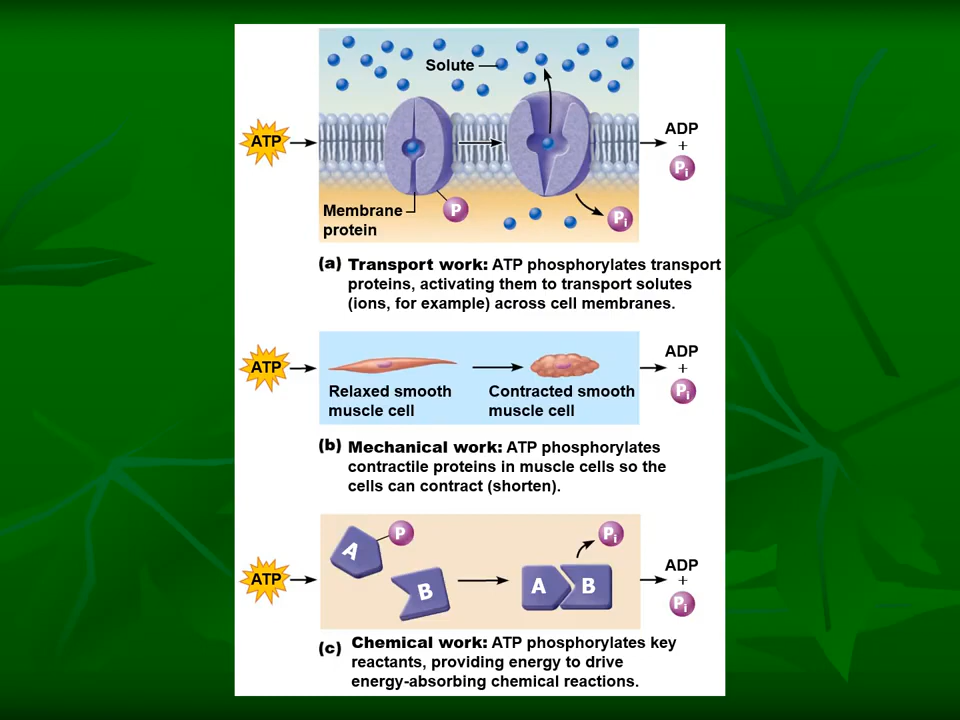 Solute
ATP
ADP
+
Pi
Membrane
protein
P
Pi
(a) Transport work: ATP phosphorylates transport
proteins, activating them to transport solutes
(ions, for example) across cell membranes.
ATP
ADP
+
Pi
Relaxed smooth
muscle cell
Contracted smooth
muscle cell
(b) Mechanical work: ATP phosphorylates
contractile proteins in muscle cells so the
cells can contract (shorten).
A
P
B
Pi
ATP
A
B
ADP
+
Pi
(c) Chemical work: ATP phosphorylates key
reactants, providing energy to drive
energy-absorbing chemical reactions.